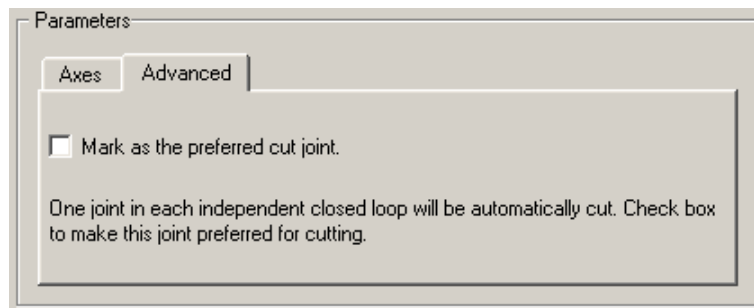 Parameters
Axes
Advanced
Mark as the preferred cut joint.
One joint in each independent closed loop will be automatically cut. Check box
to make this joint preferred for cutting.